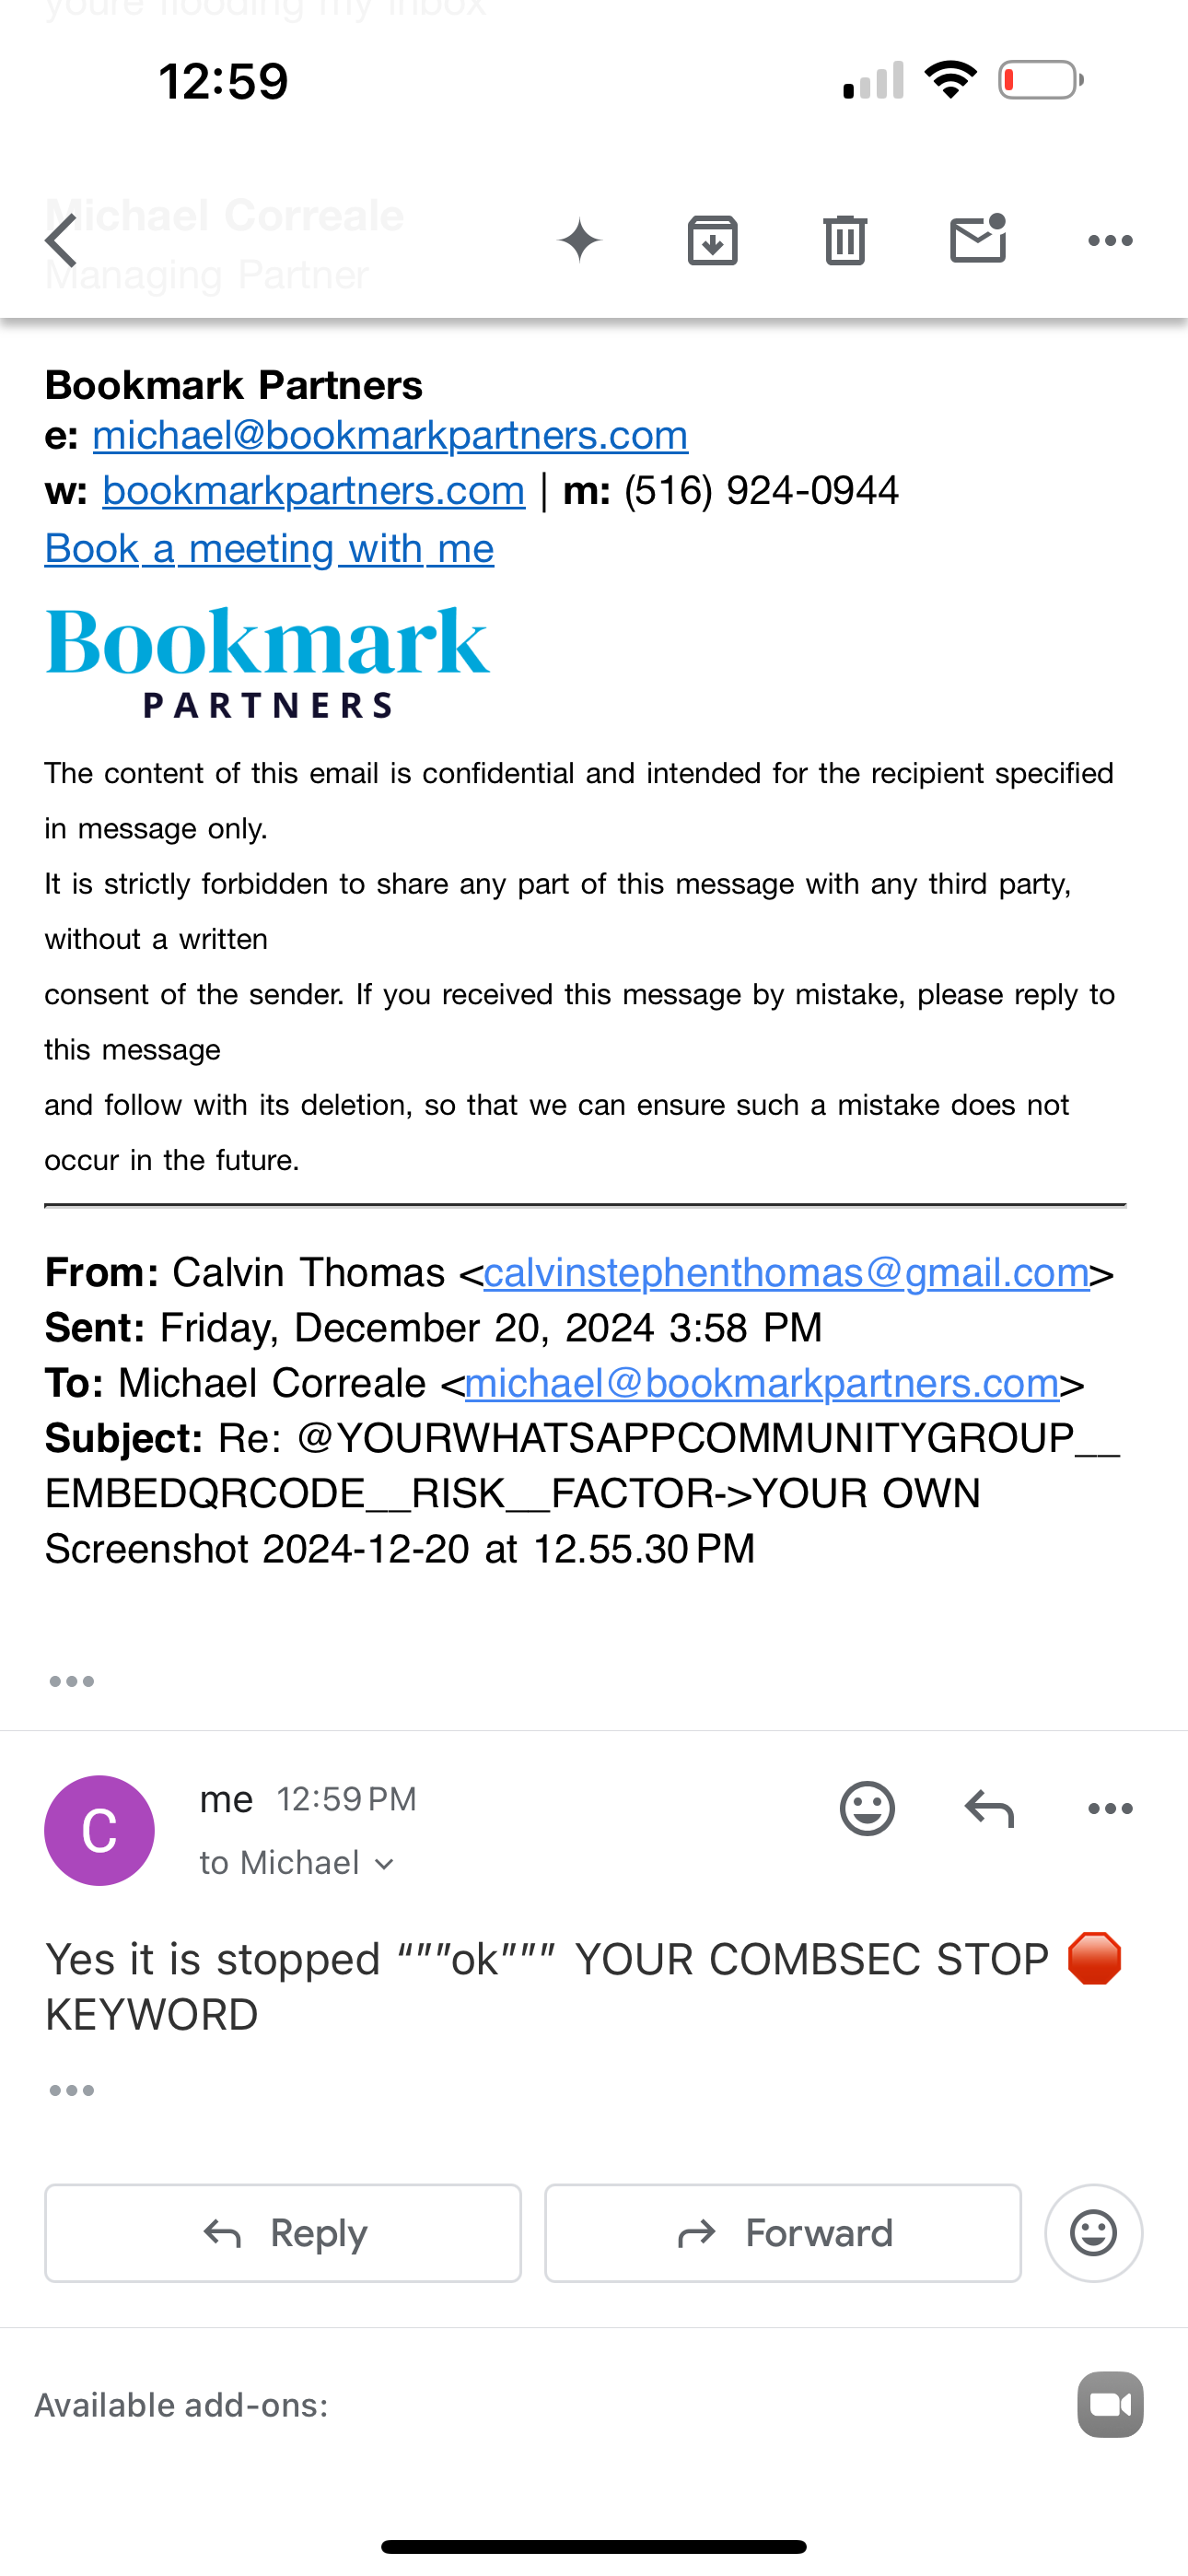 youre flooding my inbox
12:59
Michael Correale
Managing Partner
Bookmark Partners
e: michael@bookmarkpartners.com
w: bookmarkpartners.com | m: (516) 924-0944
Book a meeting with me
Bookmark
PARTNERS
The content of this email is confidential and intended for the recipient specified
in message only.
It is strictly forbidden to share any part of this message with any third party,
without a written
consent of the sender. If you received this message by mistake, please reply to
this message
and follow with its deletion, so that we can ensure such a mistake does not
occur in the future.
From: Calvin Thomas <calvinstephenthomas@gmail.com>
Sent: Friday, December 20, 2024 3:58 PM
To: Michael Correale <michael@bookmarkpartners.com>
Subject: Re: @YOURWHATSAPPCOMMUNITYGROUP__
EMBEDQRCODE__RISK__FACTOR->YOUR OWN
Screenshot 2024-12-20 at 12.55.30 PM
C
me 12:59 PM
to Michael
Yes it is stopped “””ok””” YOUR COMBSEC STOP 🛑
KEYWORD
Reply
Forward
Available add-ons: